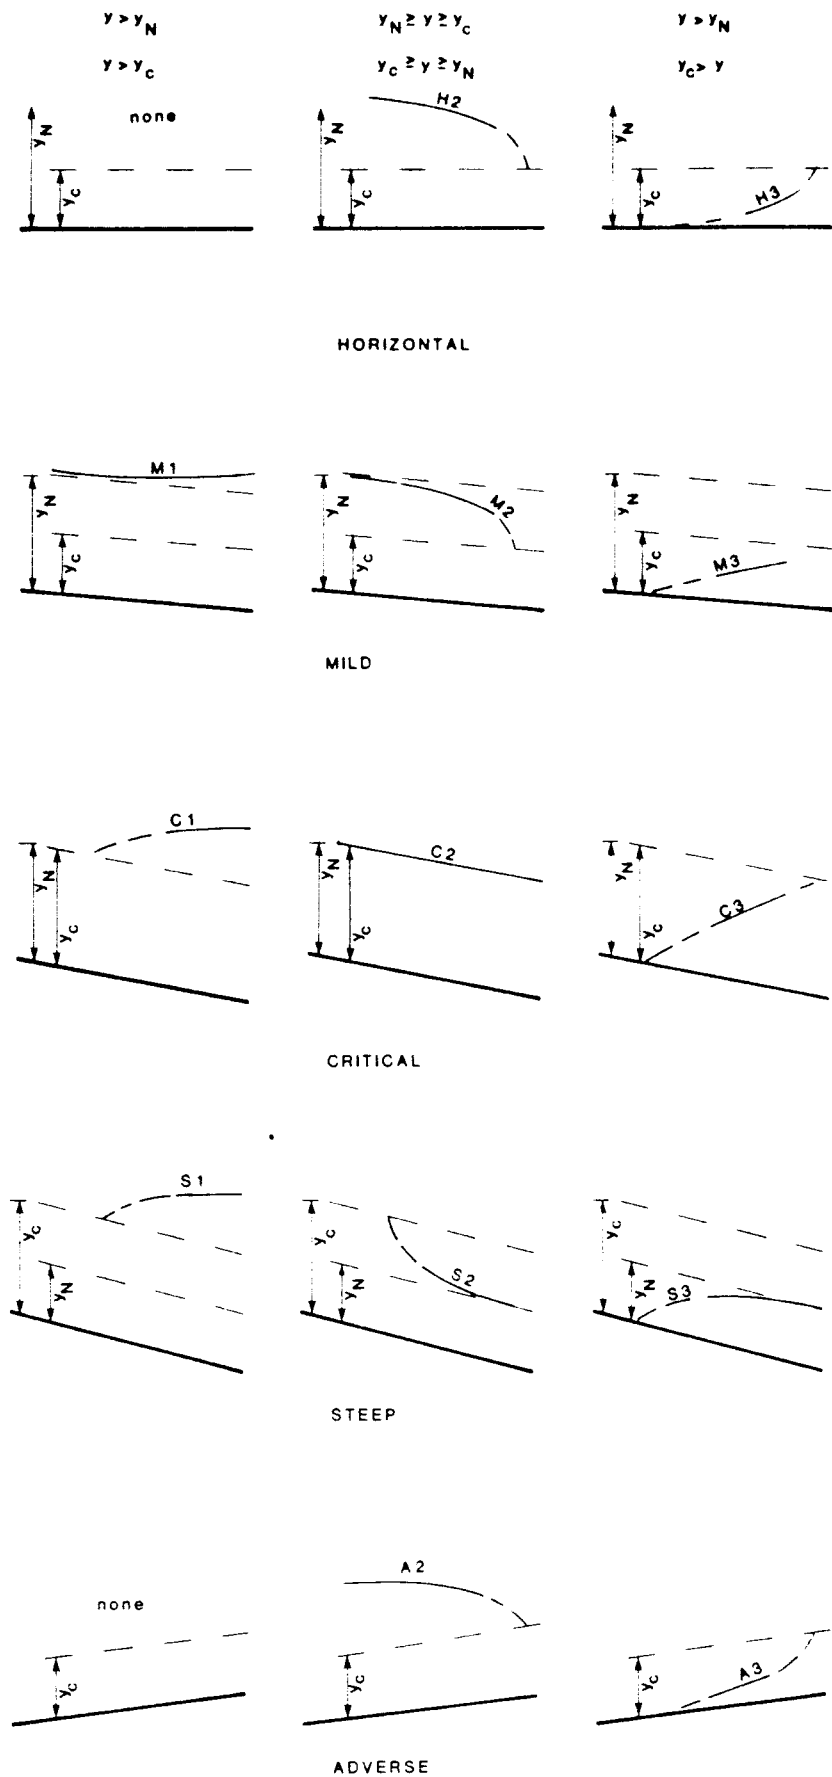 y > y_N
y_N ≥ y ≥ y_c
y > y_N
y > y_c
y_c ≥ y ≥ y_N
y_c > y
none
H2
y_N
y_c
y_N
y_c
y_N
y_c
H3
HORIZONTAL
M1
y_N
y_c
M2
y_N
y_c
M3
y_N
y_c
MILD
C1
y_N
y_c
C2
y_N
y_c
C3
y_N
y_c
CRITICAL
S1
y_c
y_N
S2
y_c
y_N
S3
y_c
y_N
STEEP
none
y_c
A2
y_c
A3
y_c
ADVERSE